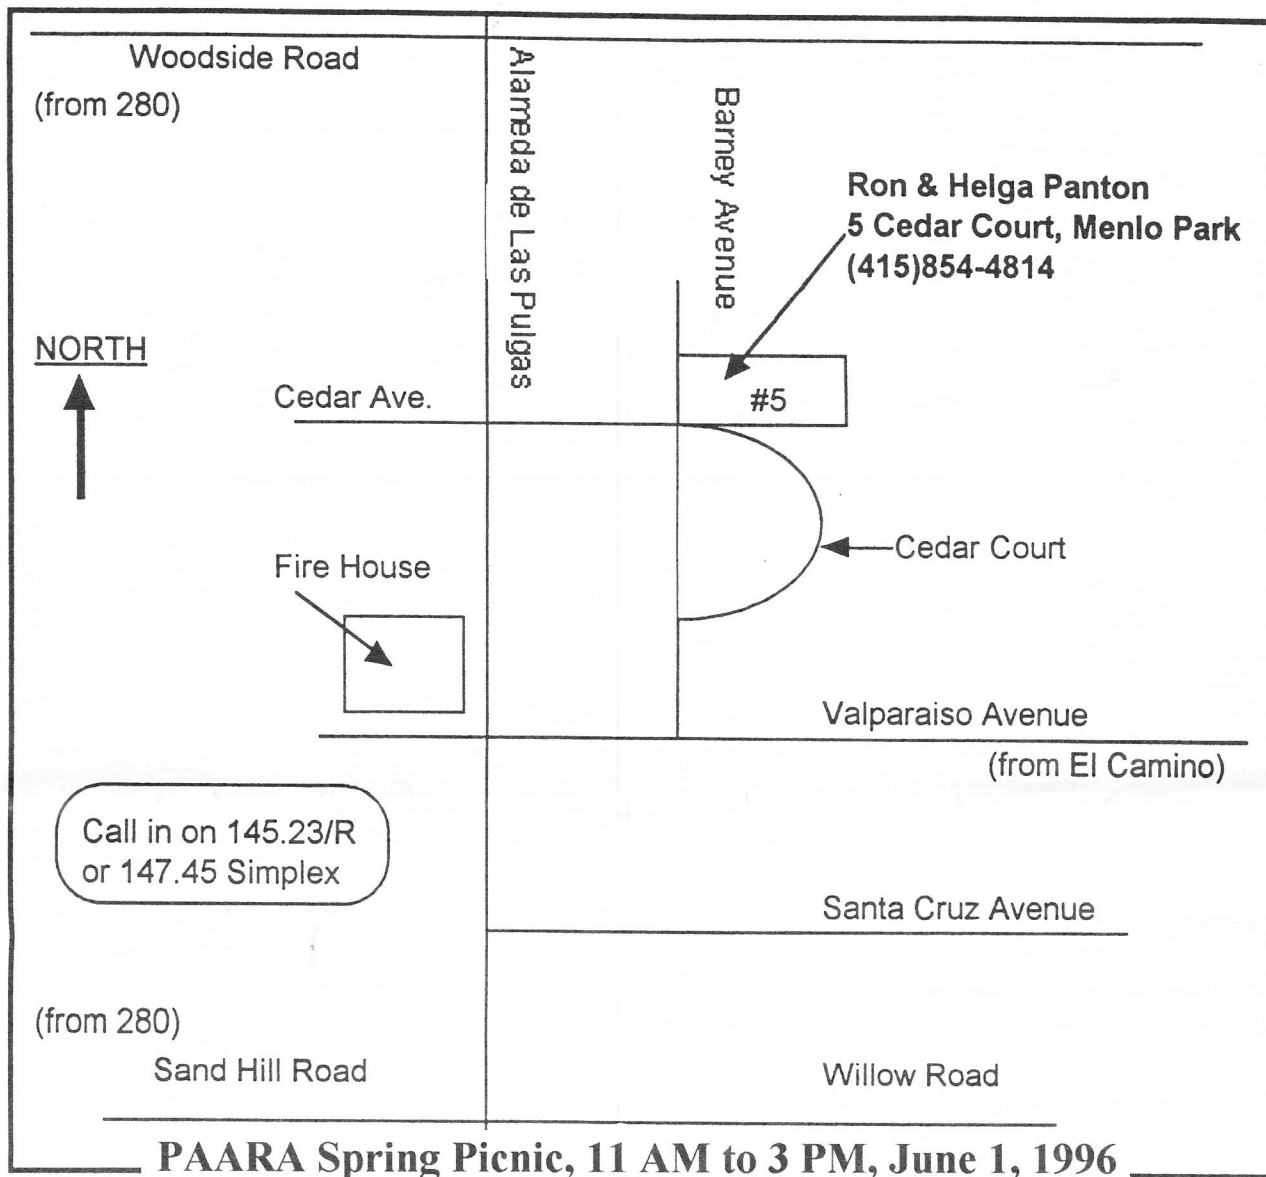 Woodside Road
(from 280)
Alameda de Las Pulgas
Barney Avenue
Ron & Helga Panton
5 Cedar Court, Menlo Park
(415)854-4814
NORTH
Cedar Ave.
#5
Cedar Court
Fire House
Valparaiso Avenue
(from El Camino)
Call in on 145.23/R
or 147.45 Simplex
Santa Cruz Avenue
(from 280)
Sand Hill Road
Willow Road
PAARA Spring Picnic, 11 AM to 3 PM, June 1, 1996